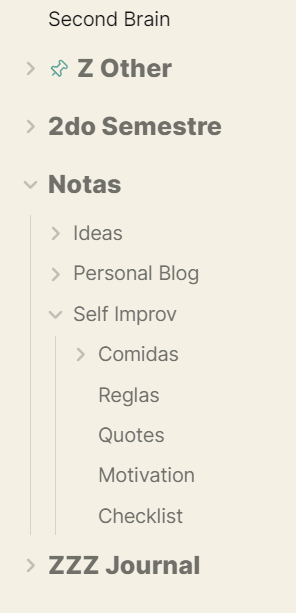 Second Brain
Z Other
2do Semestre
Notas
Ideas
Personal Blog
Self Improv
Comidas
Reglas
Quotes
Motivation
Checklist
ZZZ Journal